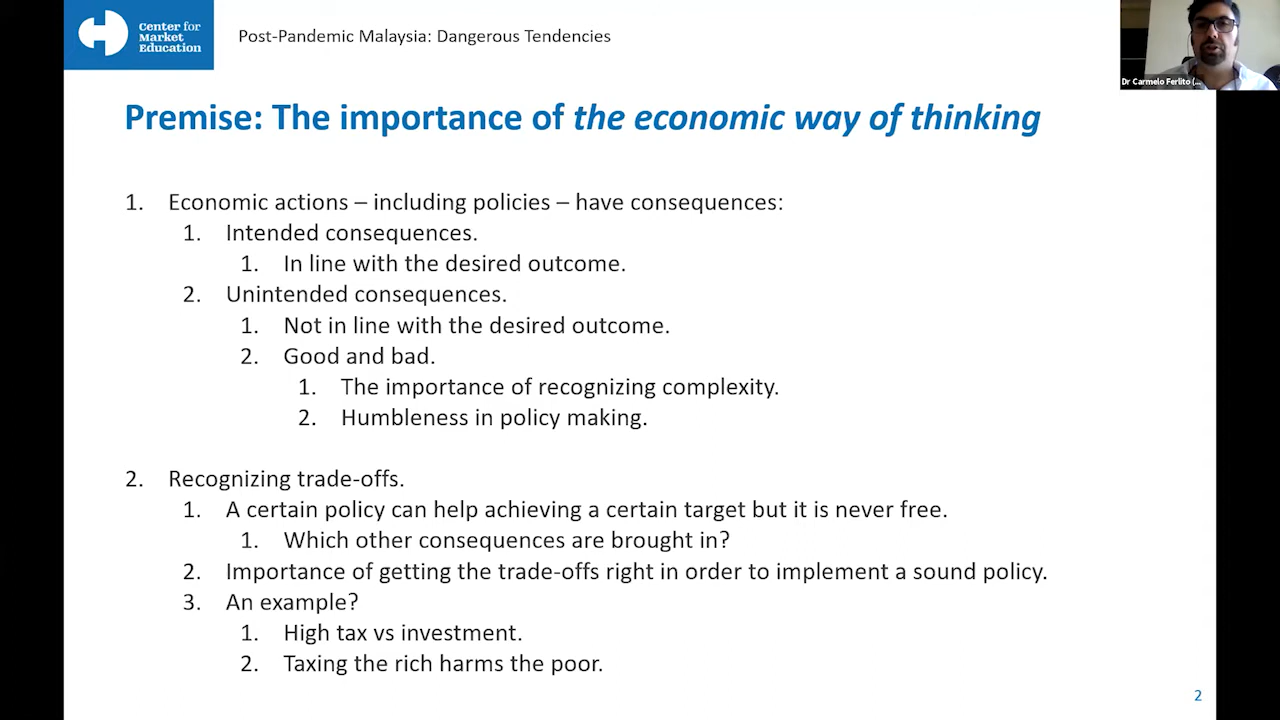 Center for
Market
Education
Post-Pandemic Malaysia: Dangerous Tendencies
Dr Carmelo Ferlito (...
Premise: The importance of the economic way of thinking
1. Economic actions – including policies – have consequences:
1. Intended consequences.
1. In line with the desired outcome.
2. Unintended consequences.
1. Not in line with the desired outcome.
2. Good and bad.
1. The importance of recognizing complexity.
2. Humbleness in policy making.
2. Recognizing trade-offs.
1. A certain policy can help achieving a certain target but it is never free.
1. Which other consequences are brought in?
2. Importance of getting the trade-offs right in order to implement a sound policy.
3. An example?
1. High tax vs investment.
2. Taxing the rich harms the poor.
2